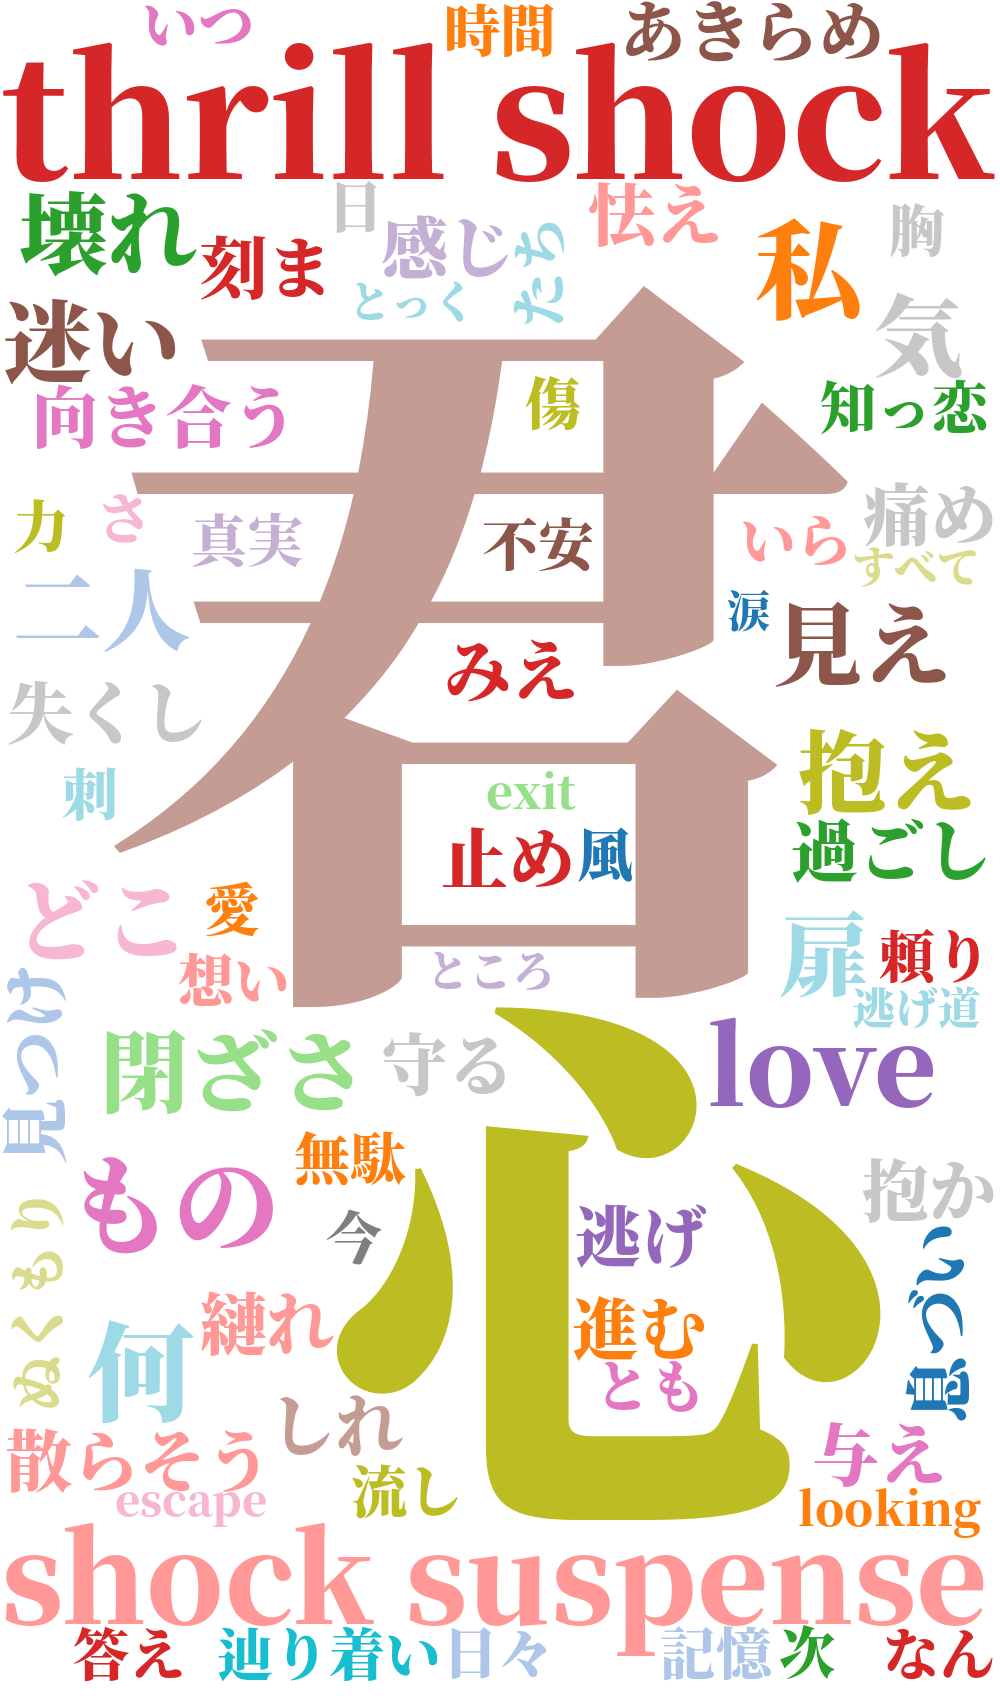 いつ
時間
あきらめ
thrill shock
壊れ
日
怯え
胸
刻ま
感じ
たち
私
とっく
迷い
気
向き合う
傷
知っ
恋
力
さ
真実
不安
いら
痛め
すべて
二人
涙
見え
みえ
失くし
抱え
刺
exit
止め
風
過ごし
どこ
愛
扉
頼り
想い
ところ
逃げ道
見つけ
閉ざさ
守る
love
無駄
もの
抱か
ぬくもり
今
逃げ
何
縺れ
進む
とも
しれ
散らそう
流し
与え
escape
looking
shock suspense
答え
辿り着い
日々
記憶
次
なん